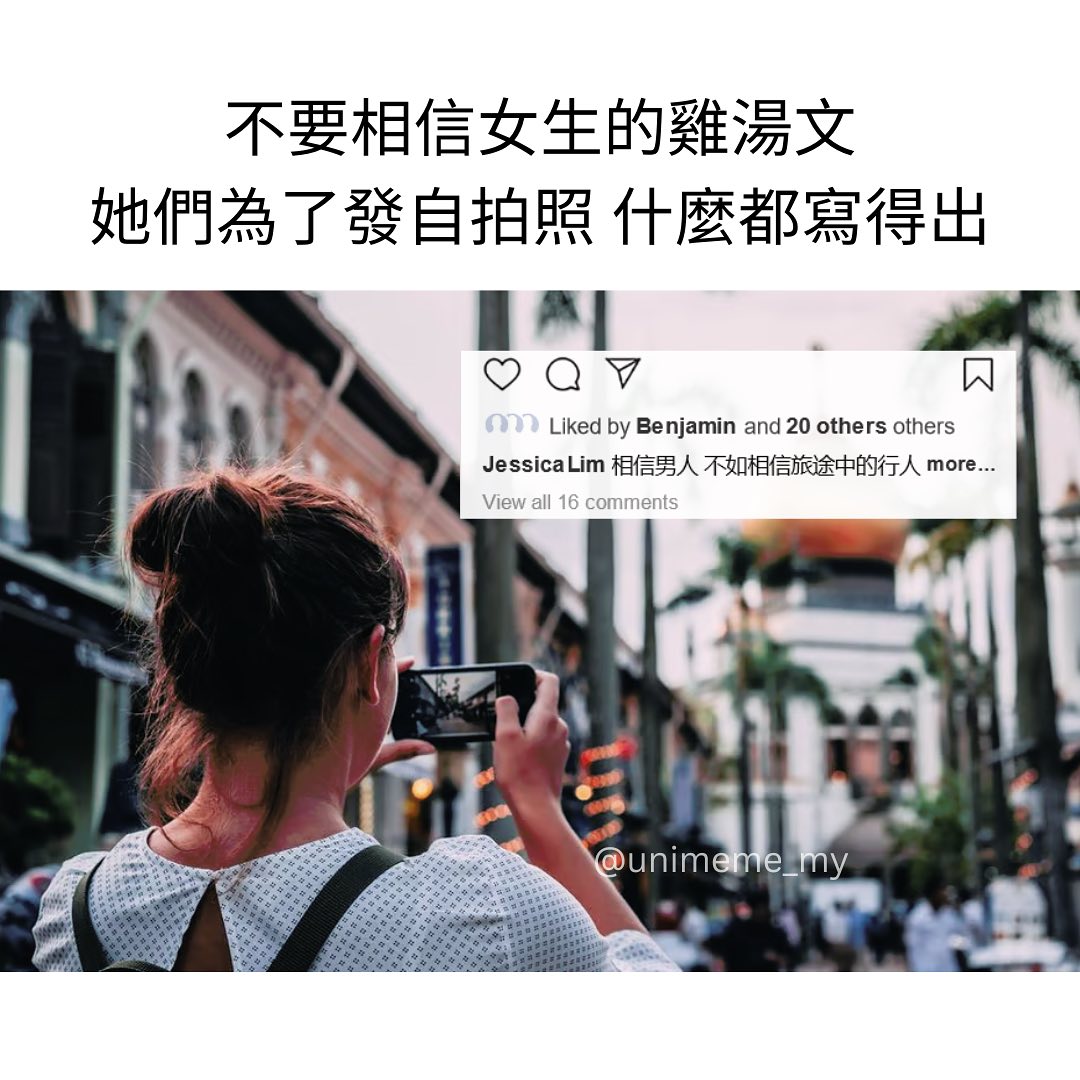 不要相信女生的雞湯文
她們為了發自拍照 什麼都寫得出
Liked by Benjamin and 20 others others
Jessica Lim 相信男人 不如相信旅途中的行人 more...
View all 16 comments
@unimeme_my